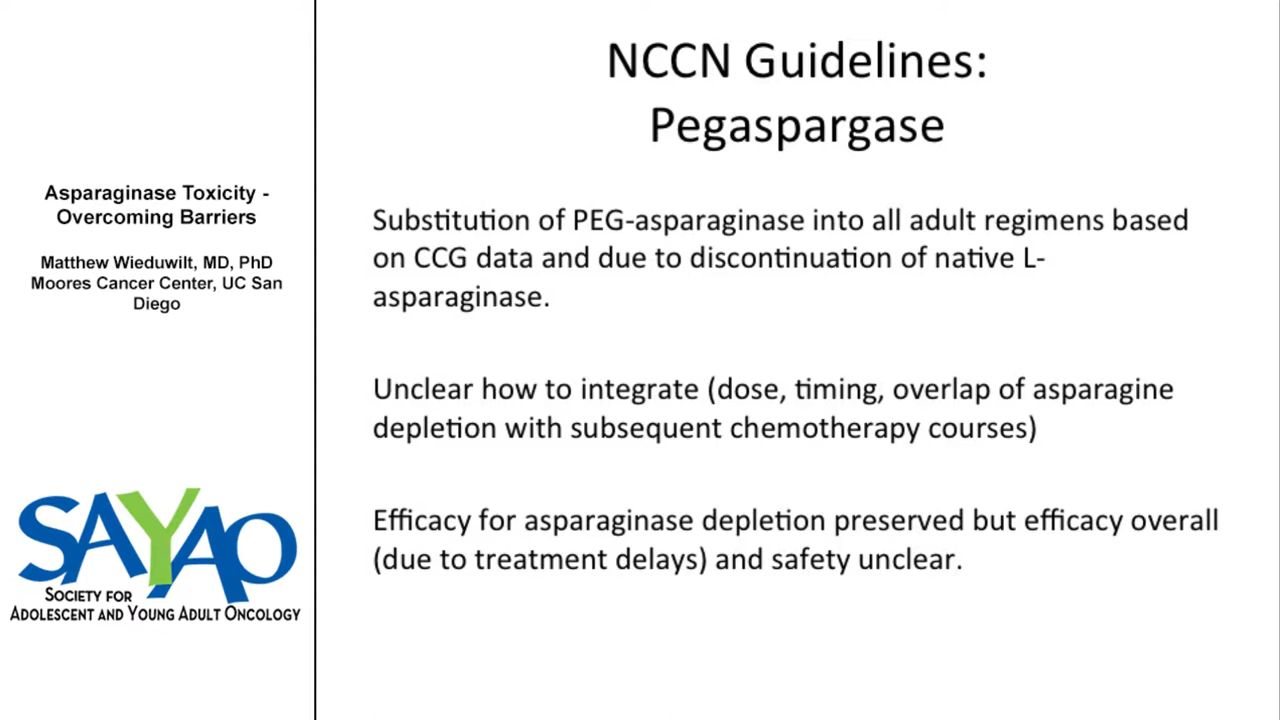 NCCN Guidelines:
Pegaspargase
Asparaginase Toxicity -
Overcoming Barriers
Matthew Wieduwilt, MD, PhD
Moores Cancer Center, UC San
Diego
Substitution of PEG-asparaginase into all adult regimens based
on CCG data and due to discontinuation of native L-
asparaginase.
Unclear how to integrate (dose, timing, overlap of asparagine
depletion with subsequent chemotherapy courses)
Efficacy for asparaginase depletion preserved but efficacy overall
(due to treatment delays) and safety unclear.
SAYAO
SOCIETY FOR
ADOLESCENT AND YOUNG ADULT ONCOLOGY